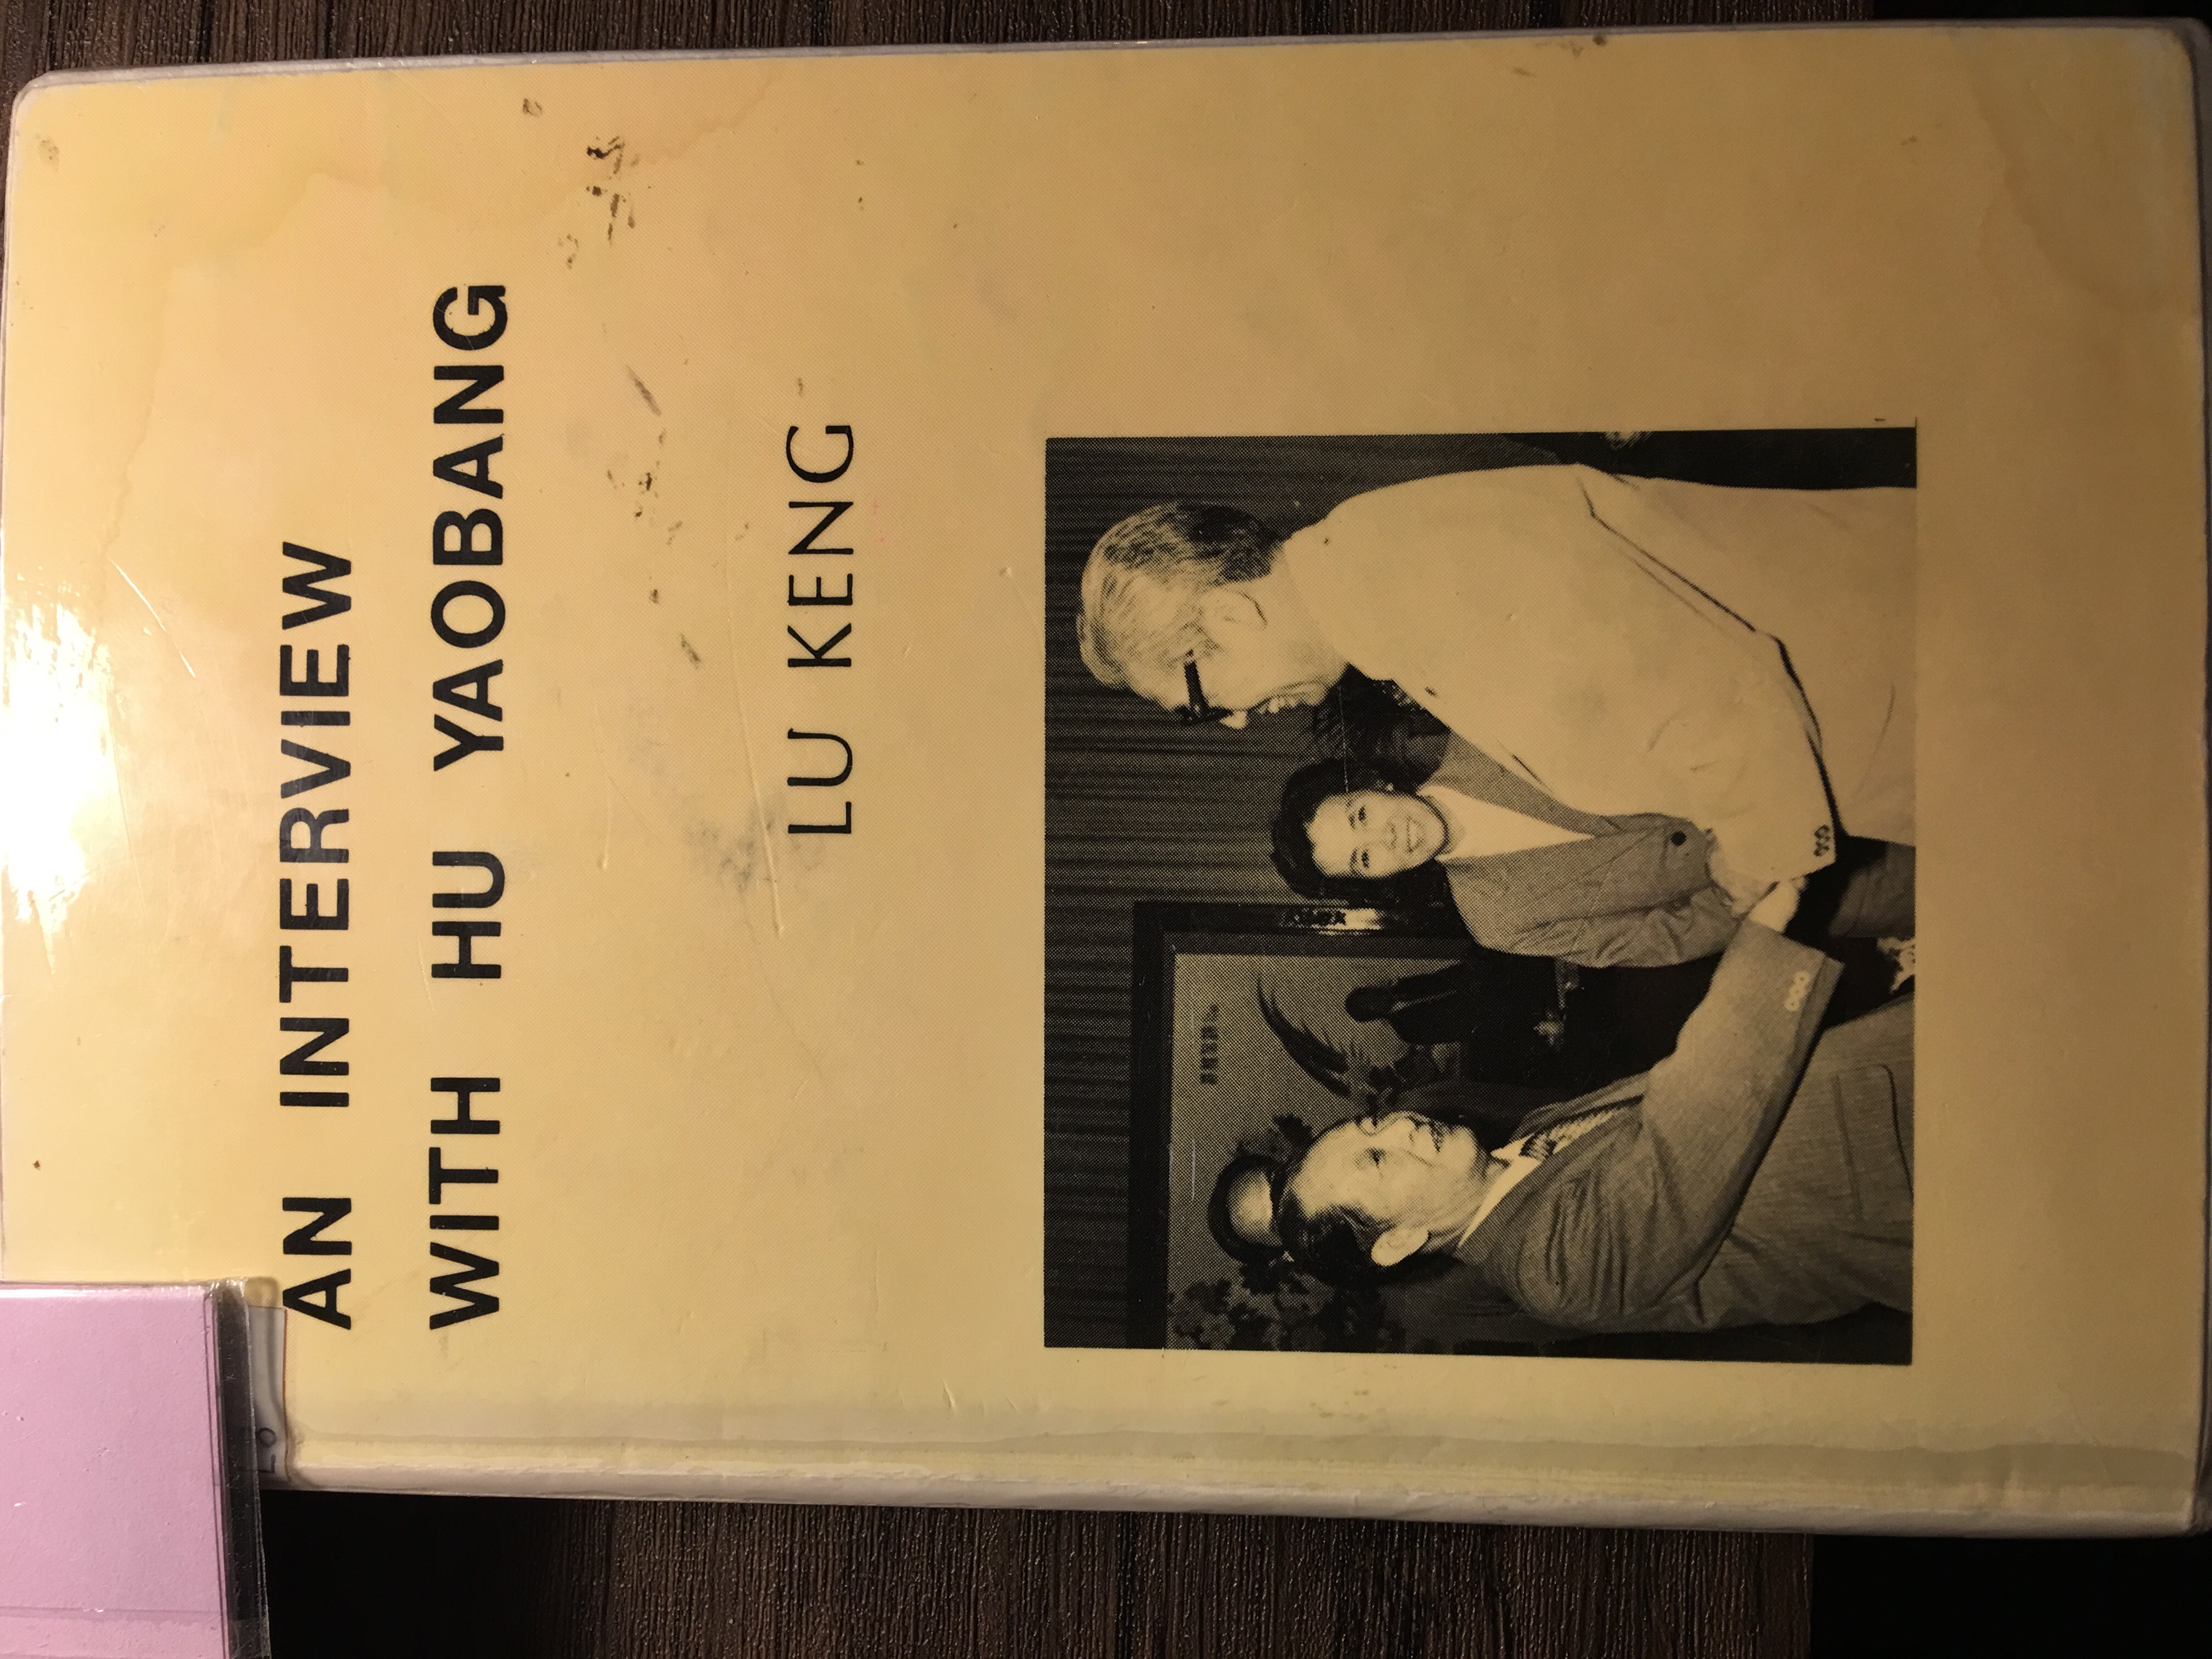 AN INTERVIEW
WITH HU YAOBANG
LU KENG